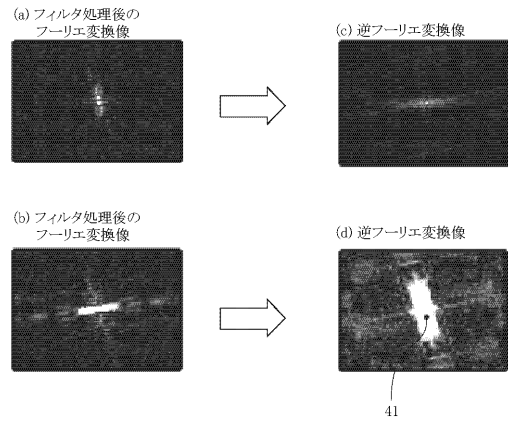 (a) フィルタ処理後の
フーリエ変換像
(c) 逆フーリエ変換像
(b) フィルタ処理後の
フーリエ変換像
(d) 逆フーリエ変換像
41